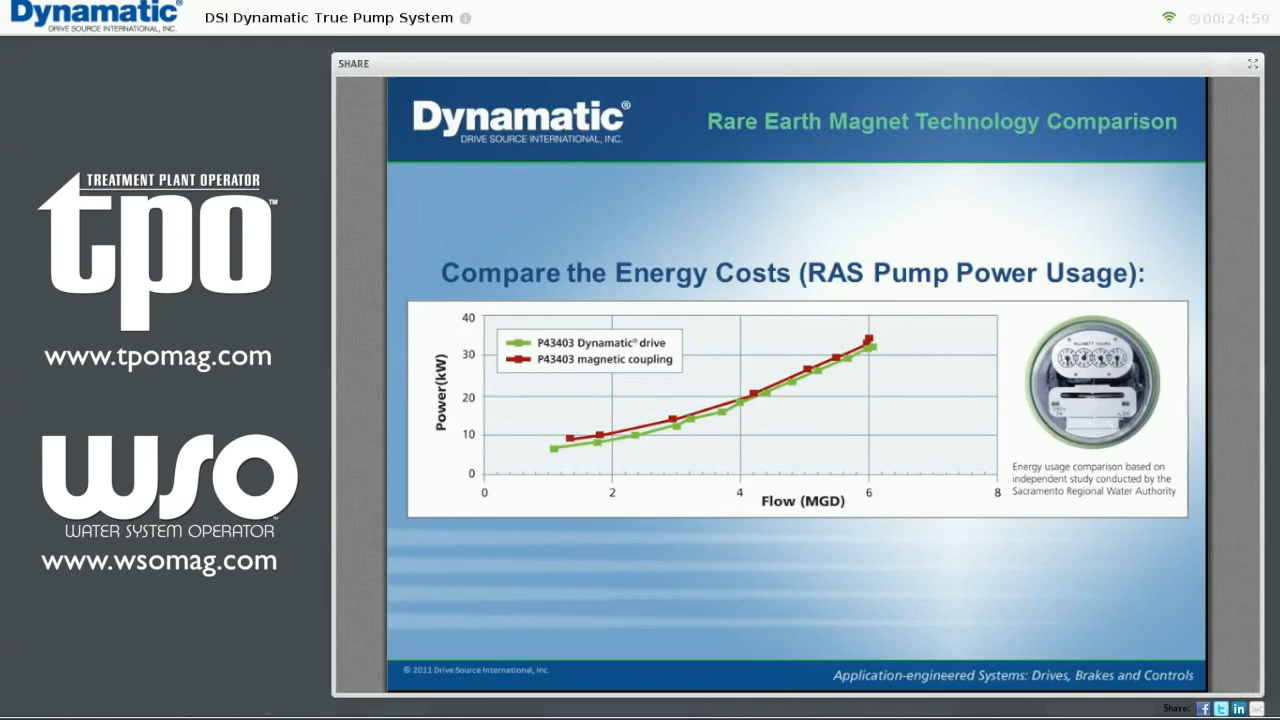 Dynamatic®
DRIVE SOURCE INTERNATIONAL, INC.
DSI Dynamatic True Pump System
00:24:59
SHARE
TREATMENT PLANT OPERATOR
tpo™
www.tpomag.com
wso
WATER SYSTEM OPERATOR
www.wsomag.com
Dynamatic®
DRIVE SOURCE INTERNATIONAL, INC.
Rare Earth Magnet Technology Comparison
Compare the Energy Costs (RAS Pump Power Usage):
Power(kW)
40
30
20
10
0
P43403 Dynamatic® drive
P43403 magnetic coupling
0 2 4 6 8
Flow (MGD)
KILOWATT HOURS
Energy usage comparison based on
independent study conducted by the
Sacramento Regional Water Authority
© 2011 Drive Source International, Inc.
Application-engineered Systems: Drives, Brakes and Controls
Share: